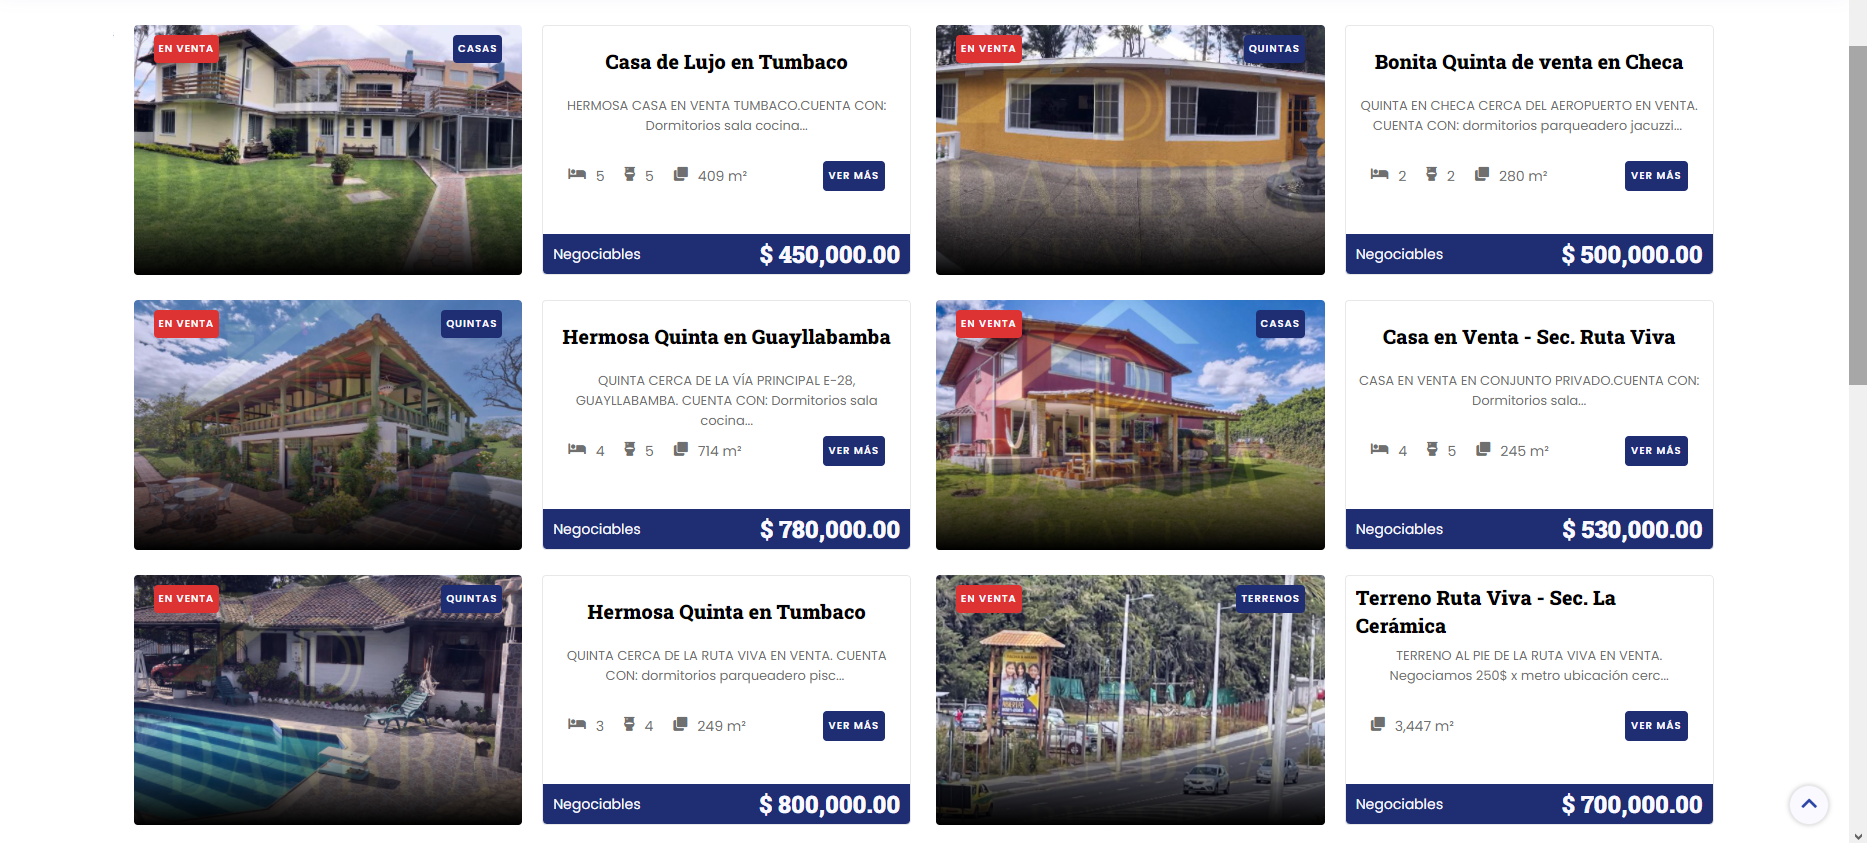 EN VENTA
CASAS
Casa de Lujo en Tumbaco
HERMOSA CASA EN VENTA TUMBACO.CUENTA CON:
Dormitorios sala cocina...
5 5 409 m²
VER MÁS
Negociables
$ 450,000.00
EN VENTA
QUINTAS
DANBRA
Bonita Quinta de venta en Checa
QUINTA EN CHECA CERCA DEL AEROPUERTO EN VENTA.
CUENTA CON: dormitorios parqueadero jacuzzi...
2 2 280 m²
VER MÁS
Negociables
$ 500,000.00
EN VENTA
QUINTAS
Hermosa Quinta en Guayllabamba
QUINTA CERCA DE LA VÍA PRINCIPAL E-28,
GUAYLLABAMBA. CUENTA CON: Dormitorios sala
cocina...
4 5 714 m²
VER MÁS
Negociables
$ 780,000.00
EN VENTA
CASAS
DANBRA
Casa en Venta - Sec. Ruta Viva
CASA EN VENTA EN CONJUNTO PRIVADO.CUENTA CON:
Dormitorios sala...
4 5 245 m²
VER MÁS
Negociables
$ 530,000.00
EN VENTA
QUINTAS
DANBRA
Hermosa Quinta en Tumbaco
QUINTA CERCA DE LA RUTA VIVA EN VENTA. CUENTA
CON: dormitorios parqueadero pisc...
3 4 249 m²
VER MÁS
Negociables
$ 800,000.00
EN VENTA
TERRENOS
DANBRA
Terreno Ruta Viva - Sec. La
Cerámica
TERRENO AL PIE DE LA RUTA VIVA EN VENTA.
Negociamos 250$ x metro ubicación cerc...
3,447 m²
VER MÁS
Negociables
$ 700,000.00